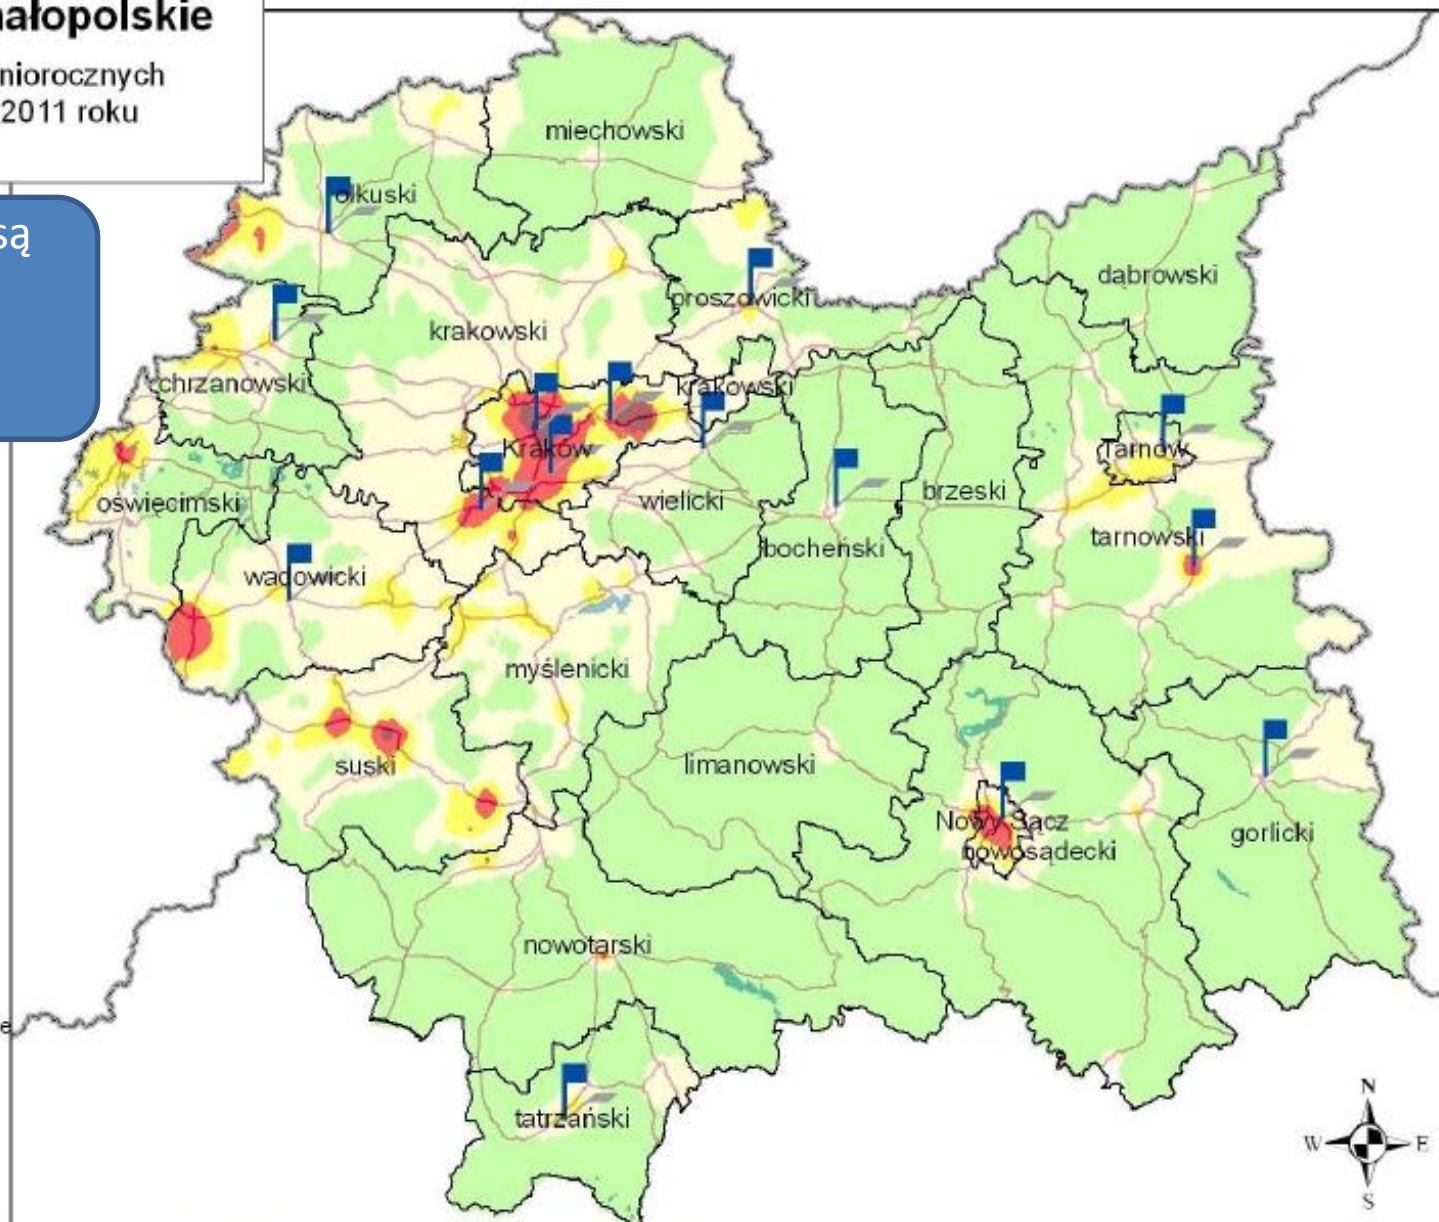 małopolskie
niorocznych
2011 roku
są
miechowski
olkuski
dąbrowski
proszowicki
krakowski
chrzanowski
krakowski
Kraków
Tarnów
oświęcimski
wielicki
brzeski
tarnowski
bocheński
wadowicki
myślenicki
suski
limanowski
Nowy Sącz
nowosądecki
gorlicki
nowotarski
e
tatrzański
N
W E
S